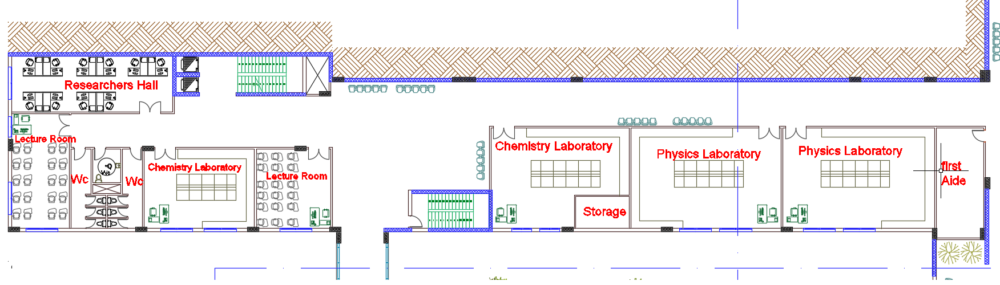 Researchers Hall
Lecture Room
Chemistry Laboratory
Physics Laboratory
Physics Laboratory
first
Aide
Chemistry Laboratory
Lecture Room
Wc
Wc
Wc
Storage